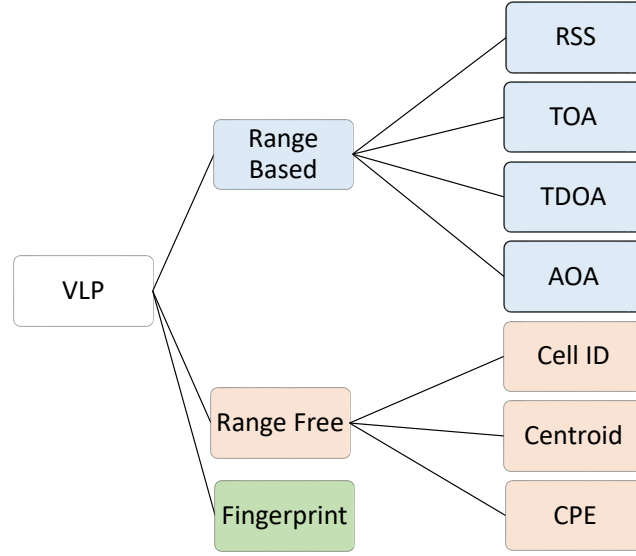 VLP
Range
Based
RSS
TOA
TDOA
AOA
Range Free
Cell ID
Centroid
CPE
Fingerprint